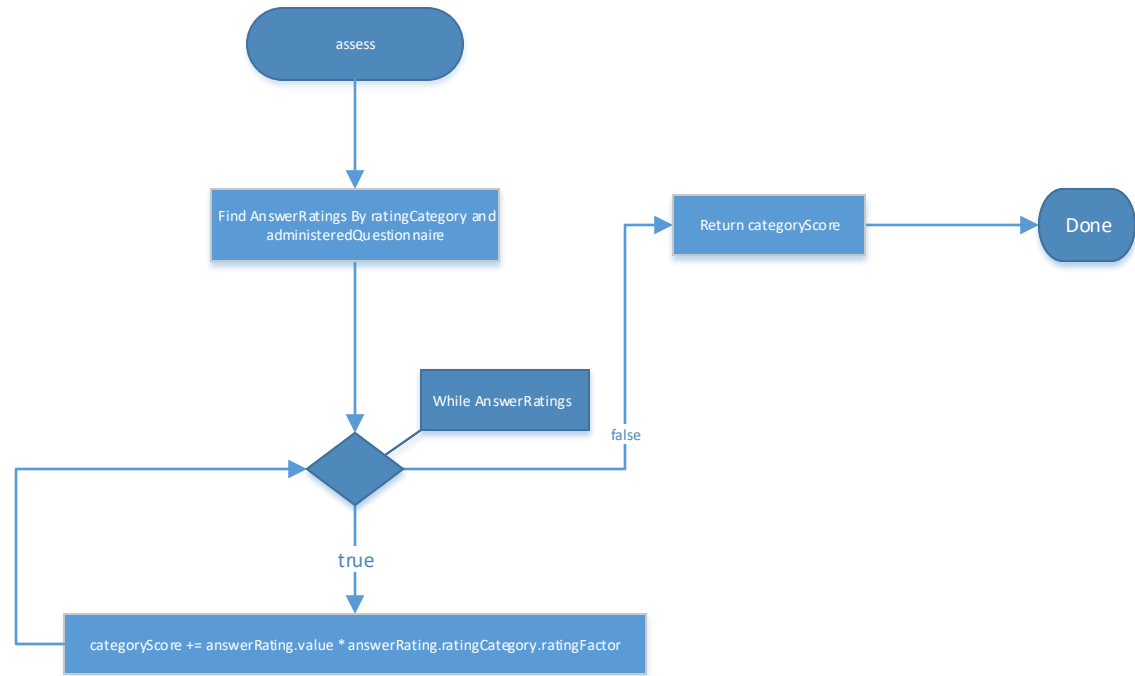 assess
Find AnswerRatings By ratingCategory and
administeredQuestionnaire
Return categoryScore
Done
While AnswerRatings
false
true
categoryScore += answerRating.value * answerRating.ratingCategory.ratingFactor